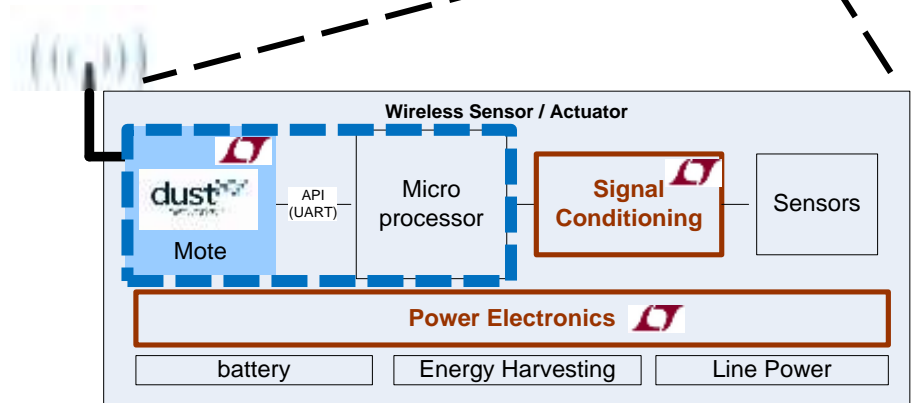 Wireless Sensor / Actuator
dust
Mote
API
(UART)
Micro
processor
Signal
Conditioning
Sensors
Power Electronics
battery
Energy Harvesting
Line Power